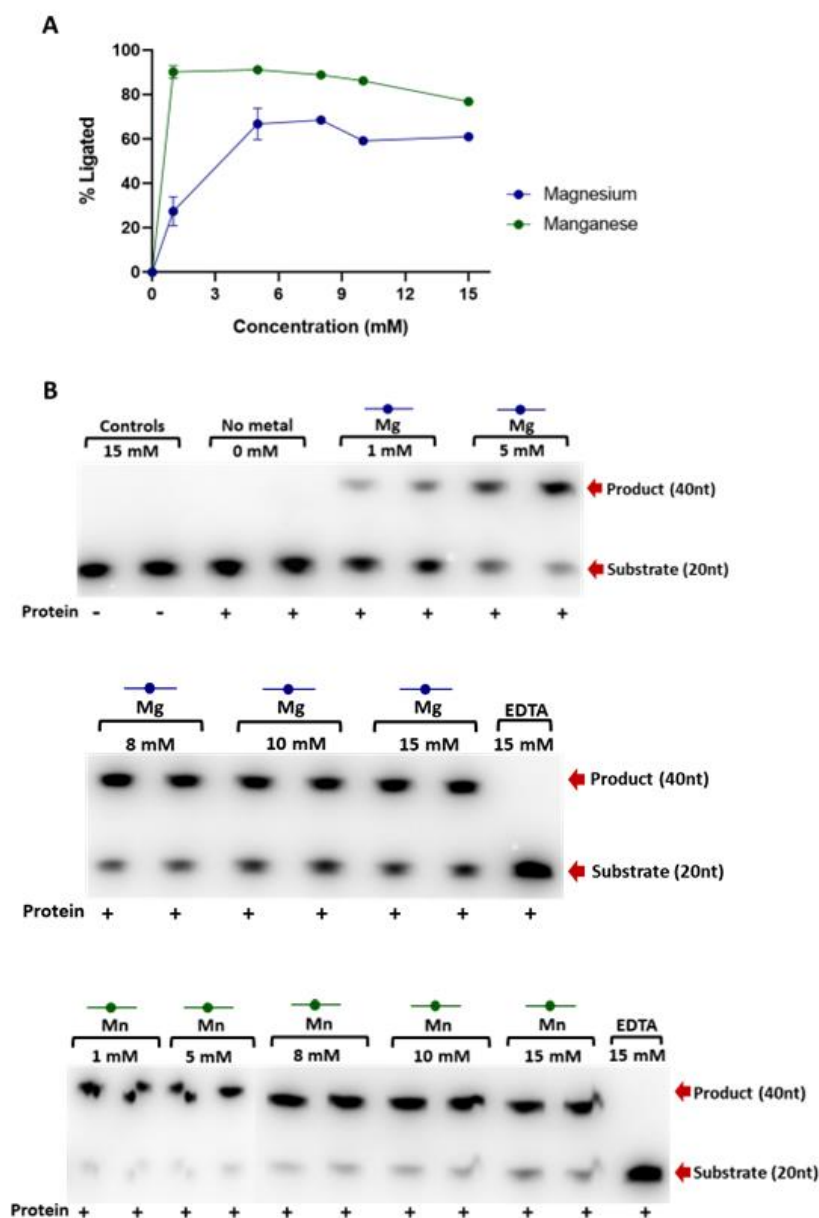 A
100
80
60
40
20
0
% Ligated
0 3 6 9 12 15
Concentration (mM)
Magnesium
Manganese
B
Controls No metal Mg Mg
15 mM 0 mM 1 mM 5 mM
Product (40nt)
Substrate (20nt)
Protein - - + + + + + +
Mg Mg Mg EDTA
8 mM 10 mM 15 mM 15 mM
Product (40nt)
Substrate (20nt)
Protein + + + + + + +
Mn Mn Mn Mn Mn EDTA
1 mM 5 mM 8 mM 10 mM 15 mM 15 mM
Product (40nt)
Substrate (20nt)
Protein + + + + + + + + + + +